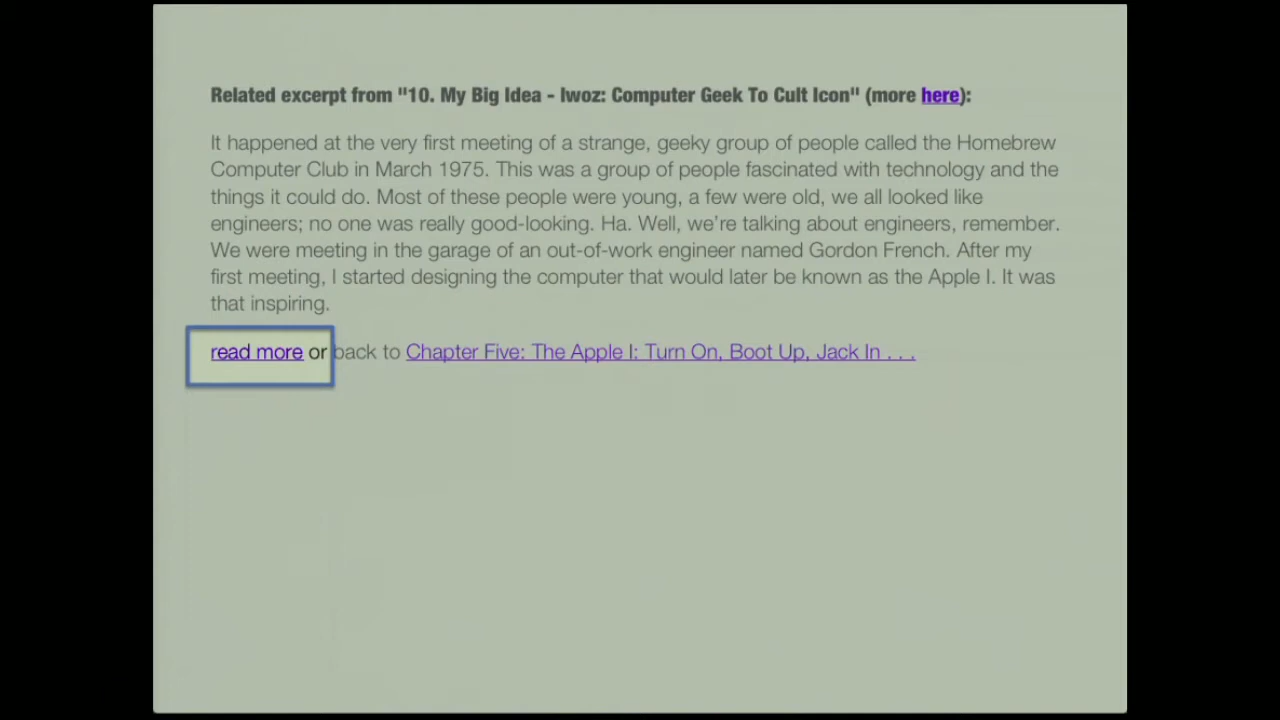 Related excerpt from "10. My Big Idea - Iwoz: Computer Geek To Cult Icon" (more here):
It happened at the very first meeting of a strange, geeky group of people called the Homebrew
Computer Club in March 1975. This was a group of people fascinated with technology and the
things it could do. Most of these people were young, a few were old, we all looked like
engineers; no one was really good-looking. Ha. Well, we’re talking about engineers, remember.
We were meeting in the garage of an out-of-work engineer named Gordon French. After my
first meeting, I started designing the computer that would later be known as the Apple I. It was
that inspiring.
read more or back to Chapter Five: The Apple I: Turn On, Boot Up, Jack In . . .